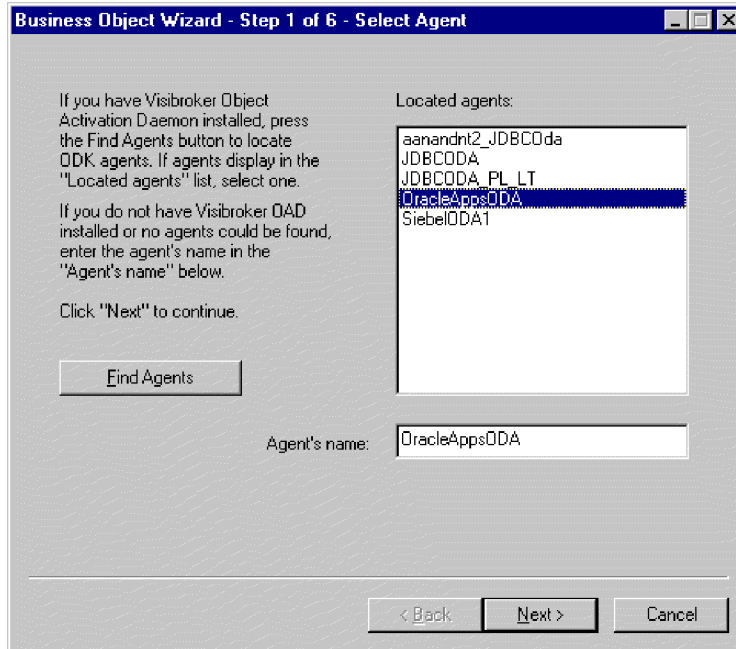 Business Object Wizard - Step 1 of 6 - Select Agent
If you have Visibroker Object
Activation Daemon installed, press
the Find Agents button to locate
ODK agents. If agents display in the
"Located agents" list, select one.
If you do not have Visibroker OAD
installed or no agents could be found,
enter the agent's name in the
"Agent's name" below.
Click "Next" to continue.
Find Agents
Located agents:
aanandnt2_JDBCOda
JDBCODA
JDBCODA_PL_LT
OracleAppsODA
SiebelODA1
Agent's name:
OracleAppsODA
< Back
Next >
Cancel